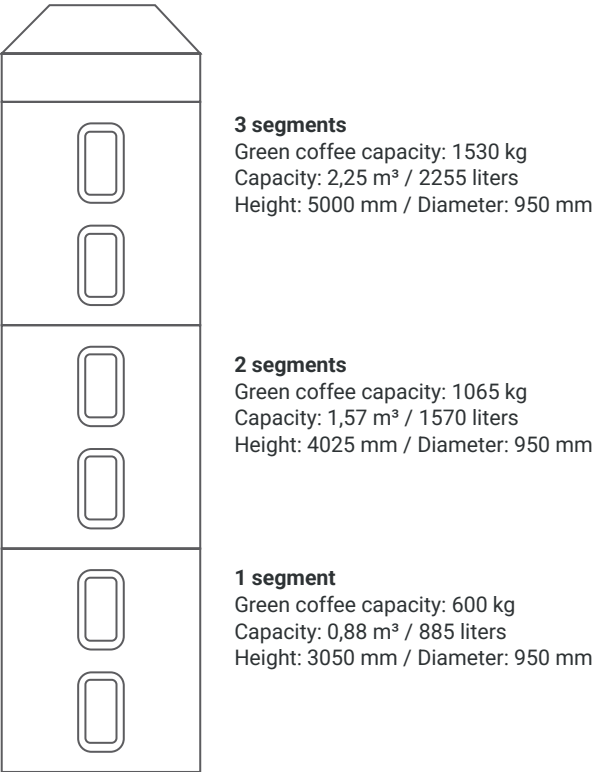 3 segments
Green coffee capacity: 1530 kg
Capacity: 2,25 m³ / 2255 liters
Height: 5000 mm / Diameter: 950 mm
2 segments
Green coffee capacity: 1065 kg
Capacity: 1,57 m³ / 1570 liters
Height: 4025 mm / Diameter: 950 mm
1 segment
Green coffee capacity: 600 kg
Capacity: 0,88 m³ / 885 liters
Height: 3050 mm / Diameter: 950 mm